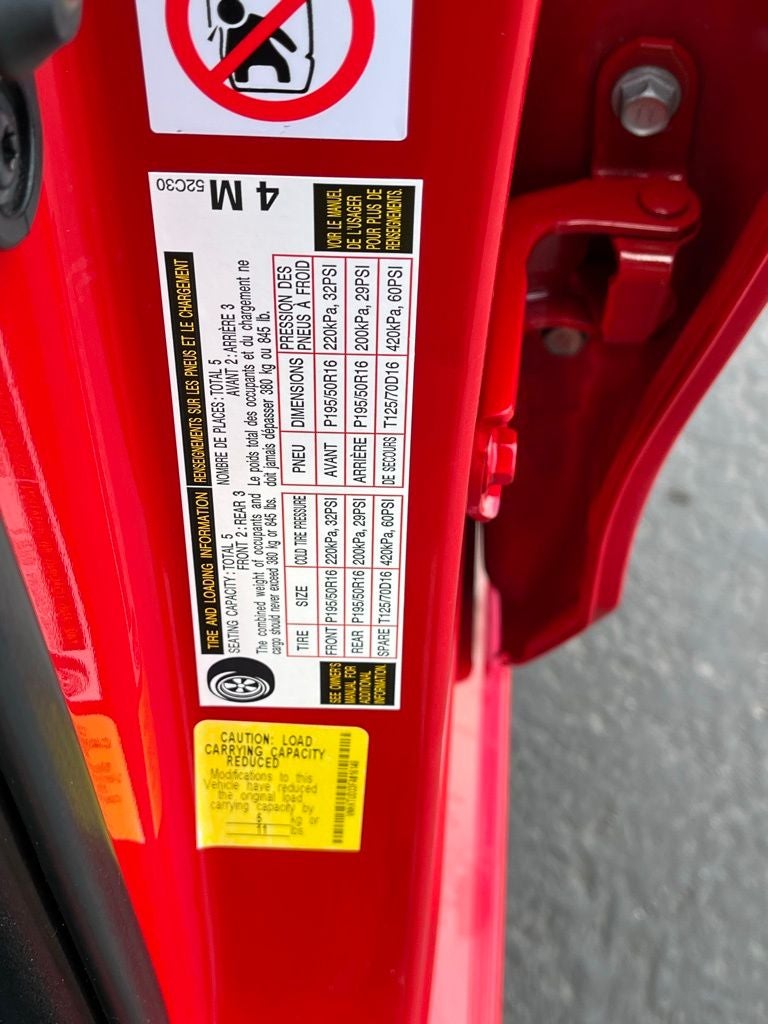 4 M 52C30
TIRE AND LOADING INFORMATION
RENSEIGNEMENTS SUR LES PNEUS ET LE CHARGEMENT
SEATING CAPACITY: TOTAL 5
FRONT 2: REAR 3
The combined weight of occupants and
cargo should never exceed 380 kg or 845 lbs.
NOMBRE DE PLACES: TOTAL 5
AVANT 2: ARRIÈRE 3
Le poids total des occupants et du chargement ne
doit jamais dépasser 380 kg ou 845 lb.
TIRE SIZE COLD TIRE PRESSURE
FRONT P195/50R16 220kPa, 32PSI
REAR P195/50R16 200kPa, 29PSI
SPARE T125/70D16 420kPa, 60PSI
PNEU DIMENSIONS PRESSION DES
PNEUS À FROID
AVANT P195/50R16 220kPa, 32PSI
ARRIÈRE P195/50R16 200kPa, 29PSI
DE SECOURS T125/70D16 420kPa, 60PSI
SEE OWNER'S
MANUAL FOR
ADDITIONAL
INFORMATION.
VOIR LE MANUEL
DE L'USAGER
POUR PLUS DE
RENSEIGNEMENTS.
CAUTION: LOAD
CARRYING CAPACITY
REDUCED
Modifications to this
Vehicle have reduced
the original load
carrying capacity by
5 kg or
11 lbs.